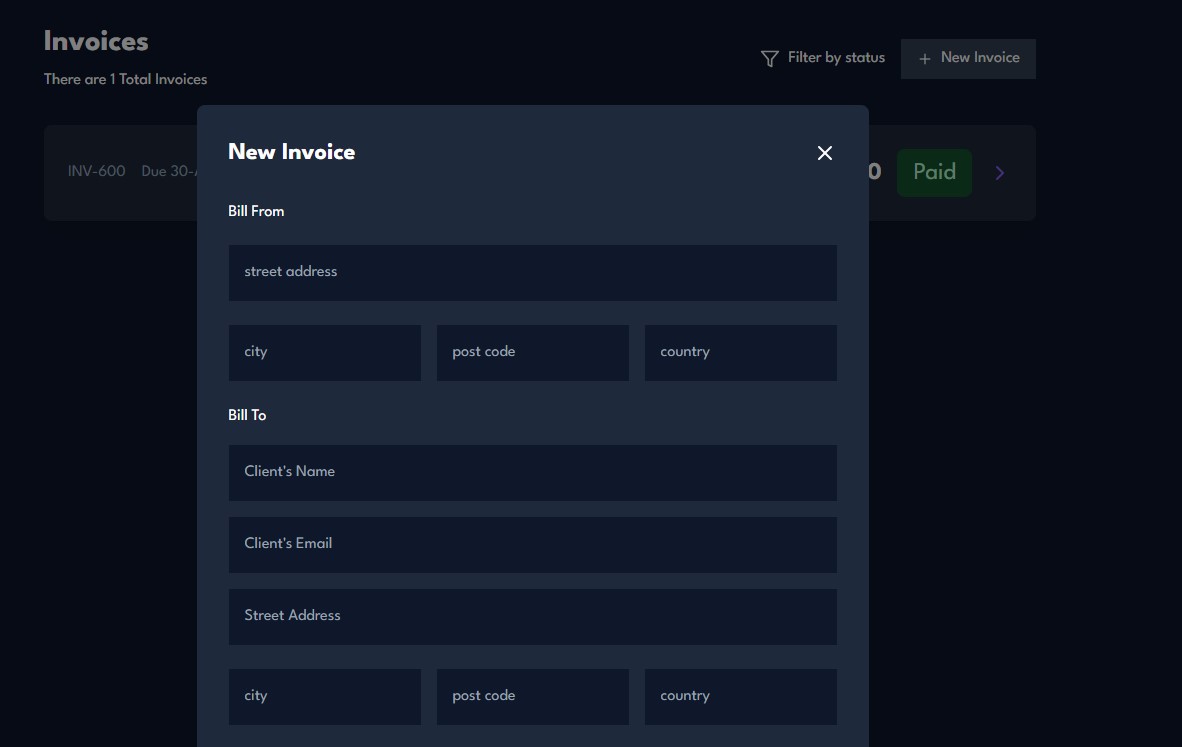 Invoices
There are 1 Total Invoices
Filter by status
+ New Invoice
INV-600 Due 30-
0 Paid
New Invoice
Bill From
street address
city post code country
Bill To
Client's Name
Client's Email
Street Address
city post code country